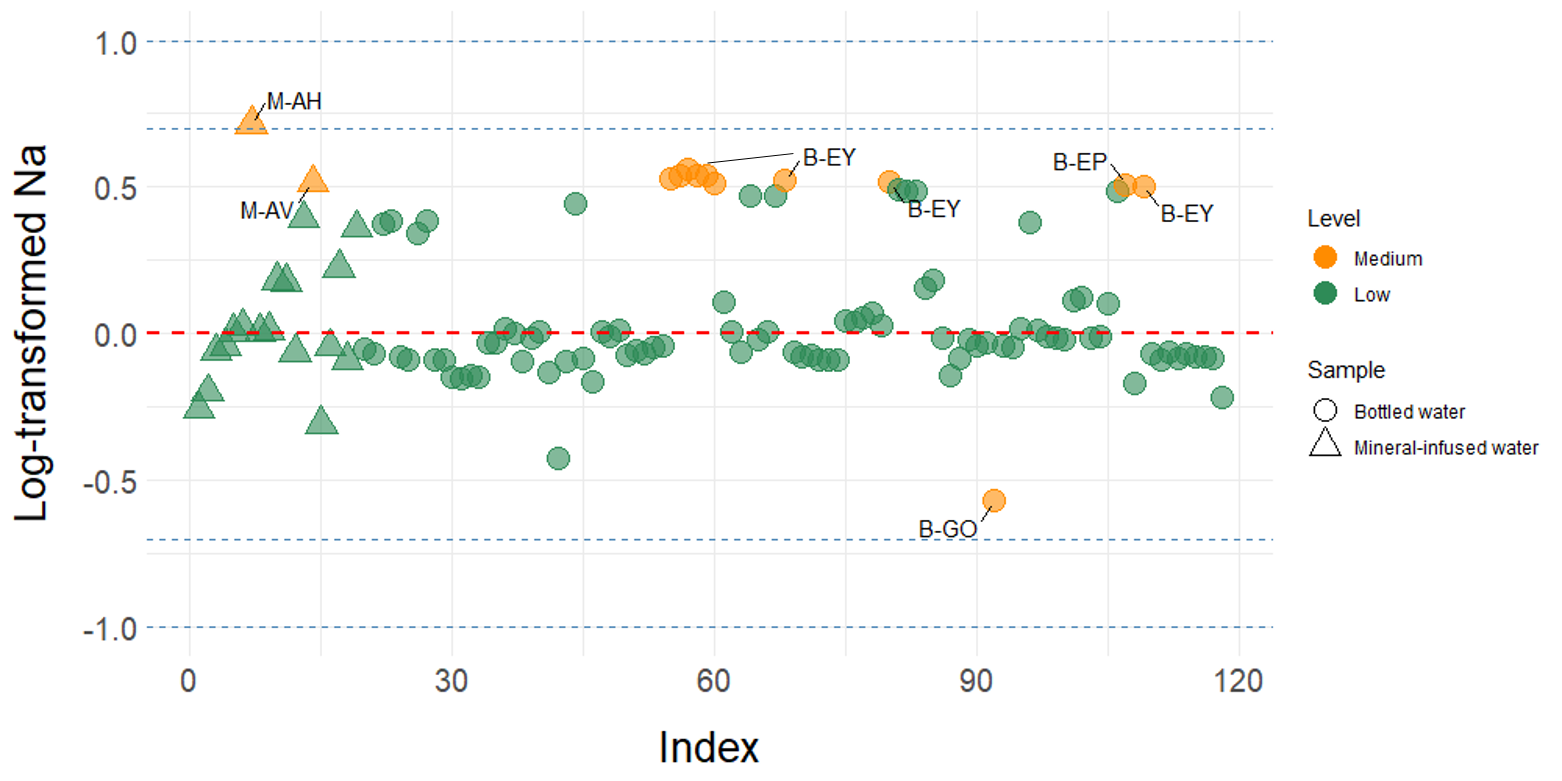 Log-transformed Na
1.0
0.5
0.0
-0.5
-1.0
M-AH
M-AV
B-EY
B-EY
B-EP
B-EY
B-GO
0
30
60
90
120
Index
Level
Medium
Low
Sample
Bottled water
Mineral-infused water